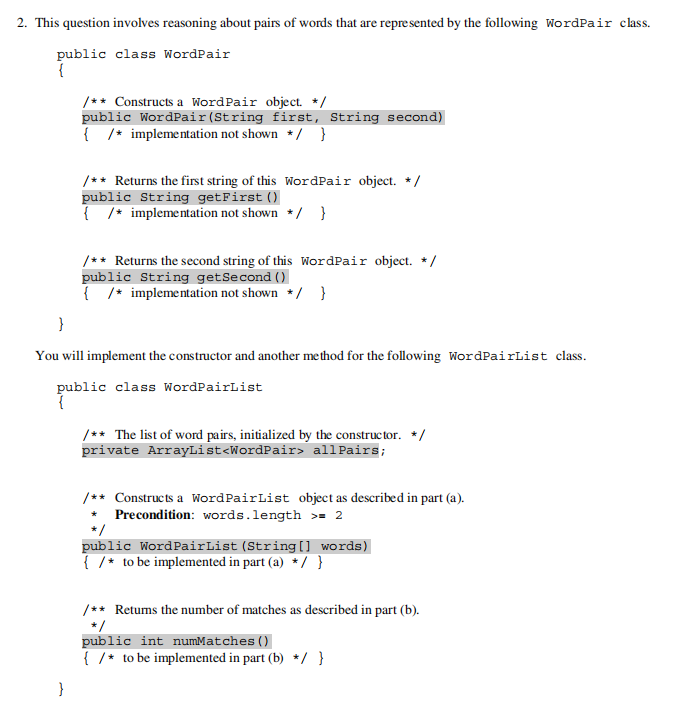 2. This question involves reasoning about pairs of words that are represented by the following WordPair class.
public class WordPair
{
/** Constructs a WordPair object. */
public WordPair(String first, String second)
{ /* implementation not shown */ }
/** Returns the first string of this WordPair object. */
public String getFirst()
{ /* implementation not shown */ }
/** Returns the second string of this WordPair object. */
public String getSecond()
{ /* implementation not shown */ }
}
You will implement the constructor and another method for the following WordPairList class.
public class WordPairList
{
/** The list of word pairs, initialized by the constructor. */
private ArrayList<WordPair> allPairs;
/** Constructs a WordPairList object as described in part (a).
* Precondition: words.length >= 2
*/
public WordPairList(String[] words)
{ /* to be implemented in part (a) */ }
/** Returns the number of matches as described in part (b).
*/
public int numMatches()
{ /* to be implemented in part (b) */ }
}